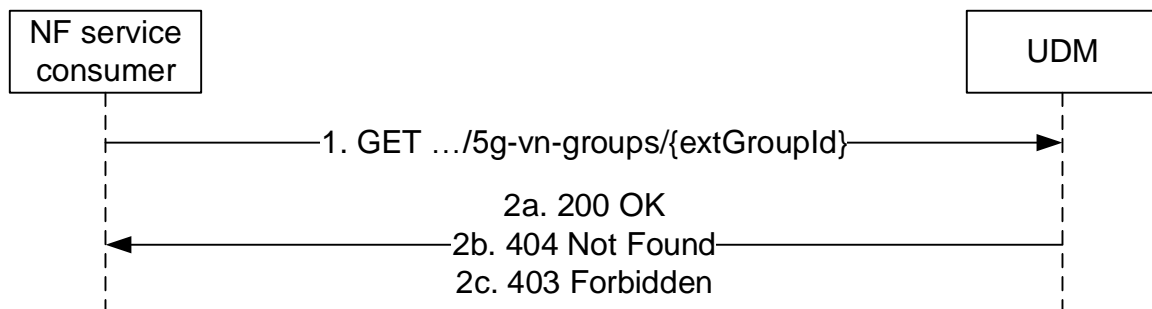 NF service
consumer
UDM
1. GET …/5g-vn-groups/{extGroupId}
2a. 200 OK
2b. 404 Not Found
2c. 403 Forbidden